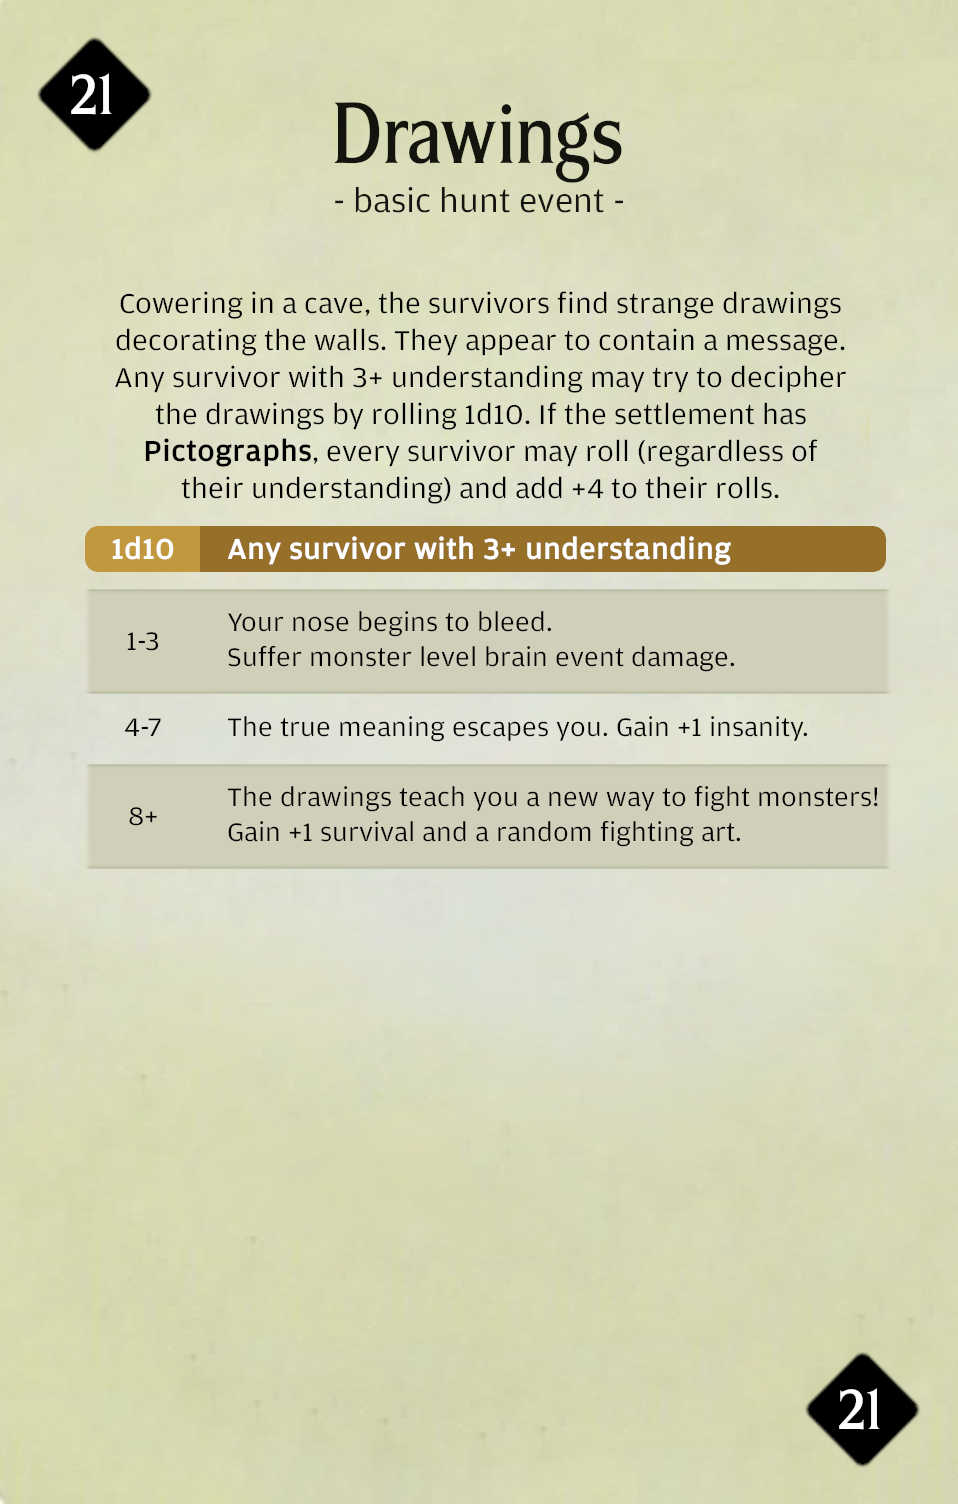 21
Drawings
- basic hunt event -
Cowering in a cave, the survivors find strange drawings
decorating the walls. They appear to contain a message.
Any survivor with 3+ understanding may try to decipher
the drawings by rolling 1d10. If the settlement has
Pictographs, every survivor may roll (regardless of
their understanding) and add +4 to their rolls.
1d10 Any survivor with 3+ understanding
1-3 Your nose begins to bleed.
Suffer monster level brain event damage.
4-7 The true meaning escapes you. Gain +1 insanity.
8+ The drawings teach you a new way to fight monsters!
Gain +1 survival and a random fighting art.
21